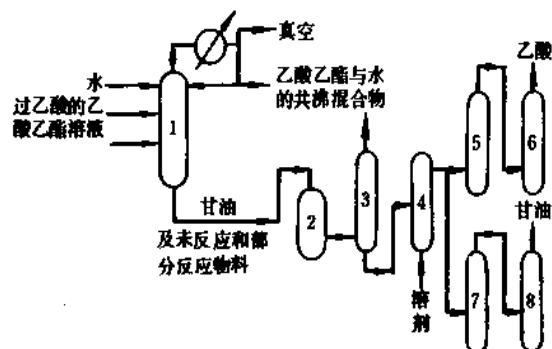 真空
水
过乙酸的乙
酸乙酯溶液
乙酸乙酯与水
的共沸混合物
乙酸
1
2
3
4
5
6
甘油
甘油
及未反应和部
分反应物料
溶剂
7
8